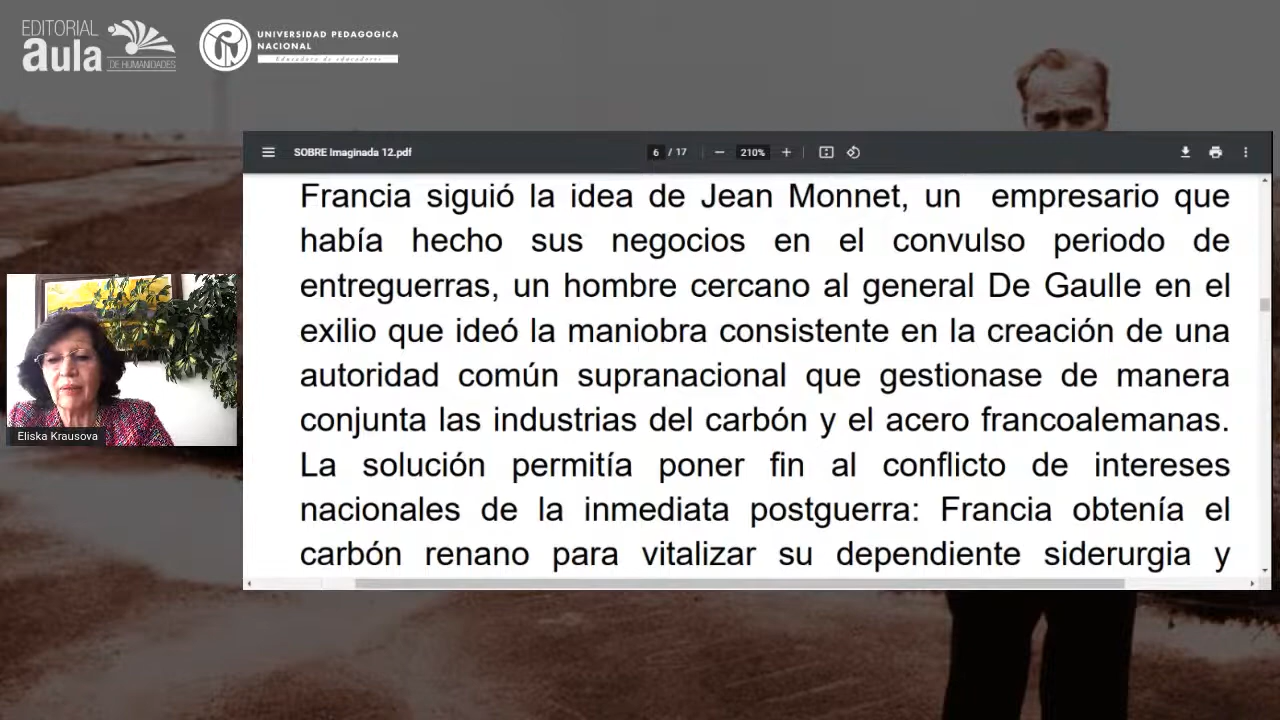 EDITORIAL
aula
DE HUMANIDADES
UNIVERSIDAD PEDAGOGICA
NACIONAL
Educadora de educadores
SOBRE Imaginada 12.pdf
6 / 17
210%
Francia siguió la idea de Jean Monnet, un empresario que
había hecho sus negocios en el convulso periodo de
entreguerras, un hombre cercano al general De Gaulle en el
exilio que ideó la maniobra consistente en la creación de una
autoridad común supranacional que gestionase de manera
conjunta las industrias del carbón y el acero francoalemanas.
La solución permitía poner fin al conflicto de intereses
nacionales de la inmediata postguerra: Francia obtenía el
carbón renano para vitalizar su dependiente siderurgia y
Eliska Krausova